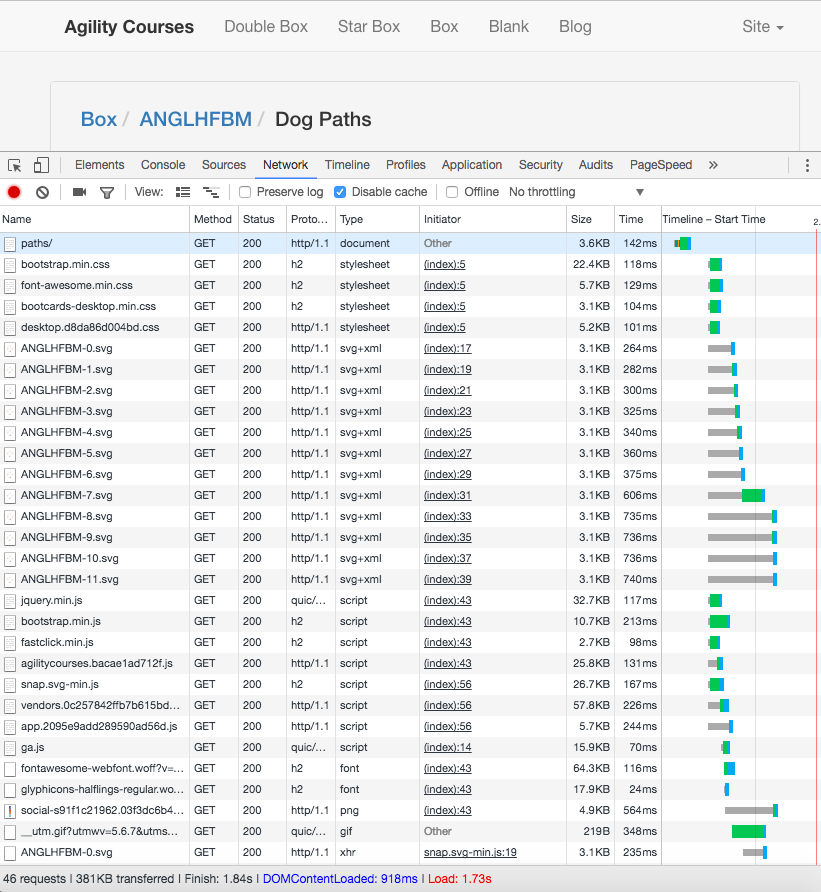 Agility Courses Double Box Star Box Box Blank Blog Site
Box / ANGLHFBM / Dog Paths
Elements Console Sources Network Timeline Profiles Application Security Audits PageSpeed »
View: Preserve log Disable cache Offline No throttling
Name Method Status Proto... Type Initiator Size Time Timeline – Start Time 2.
paths/ GET 200 http/1.1 document Other 3.6KB 142ms
bootstrap.min.css GET 200 h2 stylesheet (index):5 22.4KB 118ms
font-awesome.min.css GET 200 h2 stylesheet (index):5 5.7KB 129ms
bootcards-desktop.min.css GET 200 h2 stylesheet (index):5 3.1KB 104ms
desktop.d8da86d004bd.css GET 200 http/1.1 stylesheet (index):5 5.2KB 101ms
ANGLHFBM-0.svg GET 200 http/1.1 svg+xml (index):17 3.1KB 264ms
ANGLHFBM-1.svg GET 200 http/1.1 svg+xml (index):19 3.1KB 282ms
ANGLHFBM-2.svg GET 200 http/1.1 svg+xml (index):21 3.1KB 300ms
ANGLHFBM-3.svg GET 200 http/1.1 svg+xml (index):23 3.1KB 325ms
ANGLHFBM-4.svg GET 200 http/1.1 svg+xml (index):25 3.1KB 340ms
ANGLHFBM-5.svg GET 200 http/1.1 svg+xml (index):27 3.1KB 360ms
ANGLHFBM-6.svg GET 200 http/1.1 svg+xml (index):29 3.1KB 375ms
ANGLHFBM-7.svg GET 200 http/1.1 svg+xml (index):31 3.1KB 606ms
ANGLHFBM-8.svg GET 200 http/1.1 svg+xml (index):33 3.1KB 735ms
ANGLHFBM-9.svg GET 200 http/1.1 svg+xml (index):35 3.1KB 736ms
ANGLHFBM-10.svg GET 200 http/1.1 svg+xml (index):37 3.1KB 736ms
ANGLHFBM-11.svg GET 200 http/1.1 svg+xml (index):39 3.1KB 740ms
jquery.min.js GET 200 quic/... script (index):43 32.7KB 117ms
bootstrap.min.js GET 200 h2 script (index):43 10.7KB 213ms
fastclick.min.js GET 200 h2 script (index):43 2.7KB 98ms
agilitycourses.bacae1ad712f.js GET 200 http/1.1 script (index):43 25.8KB 131ms
snap.svg-min.js GET 200 h2 script (index):56 26.7KB 167ms
vendors.0c257842ffb7b615bd... GET 200 http/1.1 script (index):56 57.8KB 226ms
app.2095e9add289590ad56d.js GET 200 http/1.1 script (index):56 5.7KB 244ms
ga.js GET 200 quic/... script (index):14 15.9KB 70ms
fontawesome-webfont.woff?v=... GET 200 h2 font (index):43 64.3KB 116ms
glyphicons-halflings-regular.wo... GET 200 h2 font (index):43 17.9KB 24ms
social-s91f1c21962.03f3dc6b4... GET 200 http/1.1 png (index):43 4.9KB 564ms
__utm.gif?utmwv=5.6.7&utms... GET 200 quic/... gif Other 219B 348ms
ANGLHFBM-0.svg GET 200 http/1.1 xhr snap.svg-min.js:19 3.1KB 235ms
46 requests | 381KB transferred | Finish: 1.84s | DOMContentLoaded: 918ms | Load: 1.73s